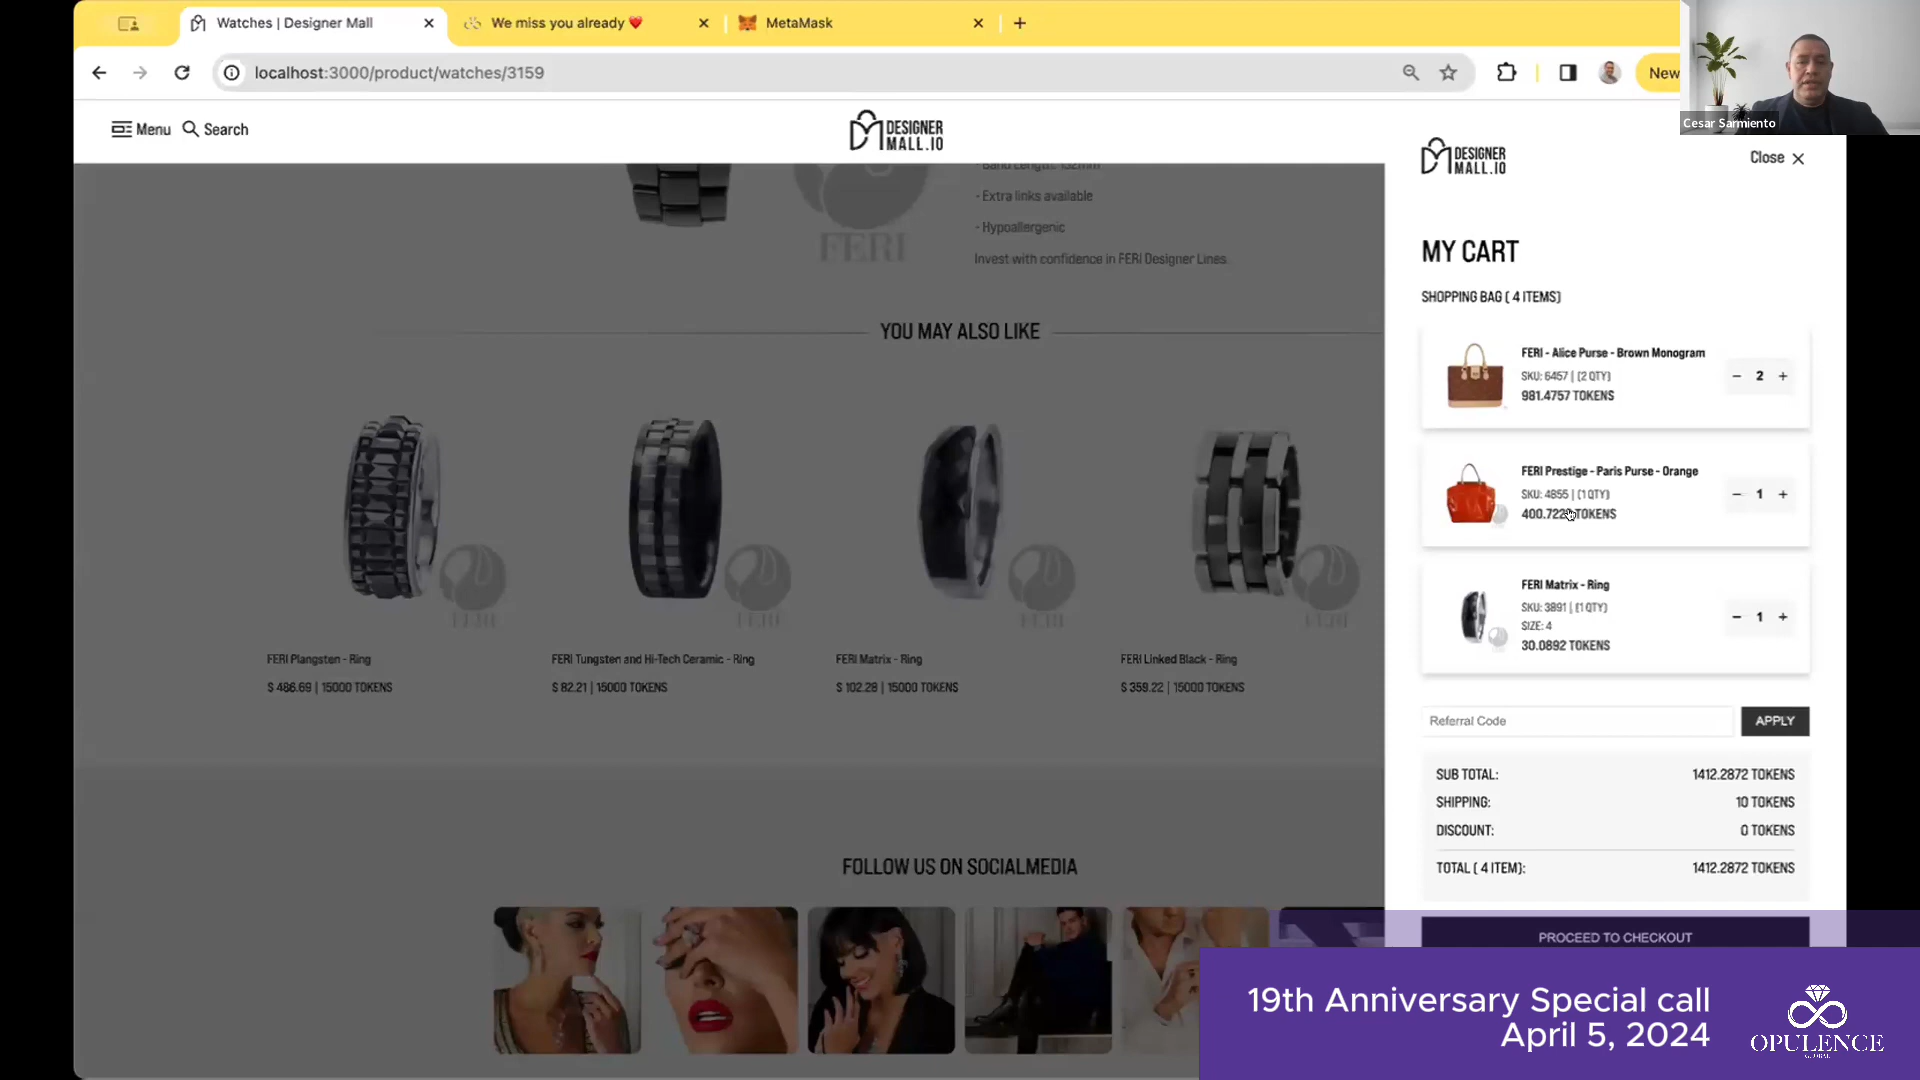 Watches | Designer Mall
We miss you already ❤️
MetaMask
localhost:3000/product/watches/3159
New
Cesar Sarmiento
Menu
Search
DESIGNER
MALL.IO
DESIGNER
MALL.IO
Close
- Band Length: 192mm
- Extra links available
- Hypoallergenic
Invest with confidence in FERI Designer Lines.
FERI
YOU MAY ALSO LIKE
FERI
FERI
FERI
FERI
FERI Plangsten - Ring
$ 486.69 | 15000 TOKENS
FERI Tungsten and Hi-Tech Ceramic - Ring
$ 82.21 | 15000 TOKENS
FERI Matrix - Ring
$ 102.28 | 15000 TOKENS
FERI Linked Black - Ring
$ 359.22 | 15000 TOKENS
FOLLOW US ON SOCIALMEDIA
MY CART
SHOPPING BAG ( 4 ITEMS)
FERI - Alice Purse - Brown Monogram
SKU: 6457 | (2 QTY)
981.4757 TOKENS
− 2 +
FERI Prestige - Paris Purse - Orange
SKU: 4855 | (1 QTY)
TOKENS
− 1 +
FERI Matrix - Ring
SKU: 3891 | (1 QTY)
SIZE: 4
30.0892 TOKENS
− 1 +
Referral Code
APPLY
SUB TOTAL: 1412.2872 TOKENS
SHIPPING: 10 TOKENS
DISCOUNT: 0 TOKENS
TOTAL ( 4 ITEM): 1412.2872 TOKENS
PROCEED TO CHECKOUT
19th Anniversary Special call
April 5, 2024
OPULENCE
GLOBAL